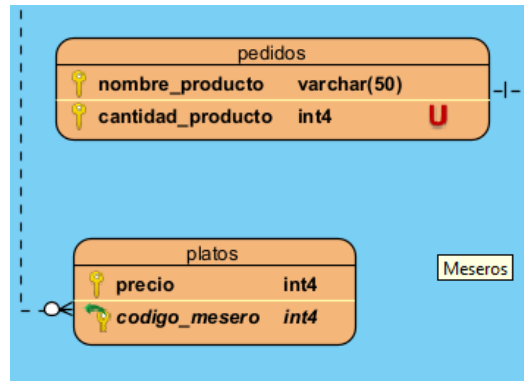 pedidos
nombre_producto varchar(50)
cantidad_producto int4 U
platos
precio int4
codigo_mesero int4
Meseros